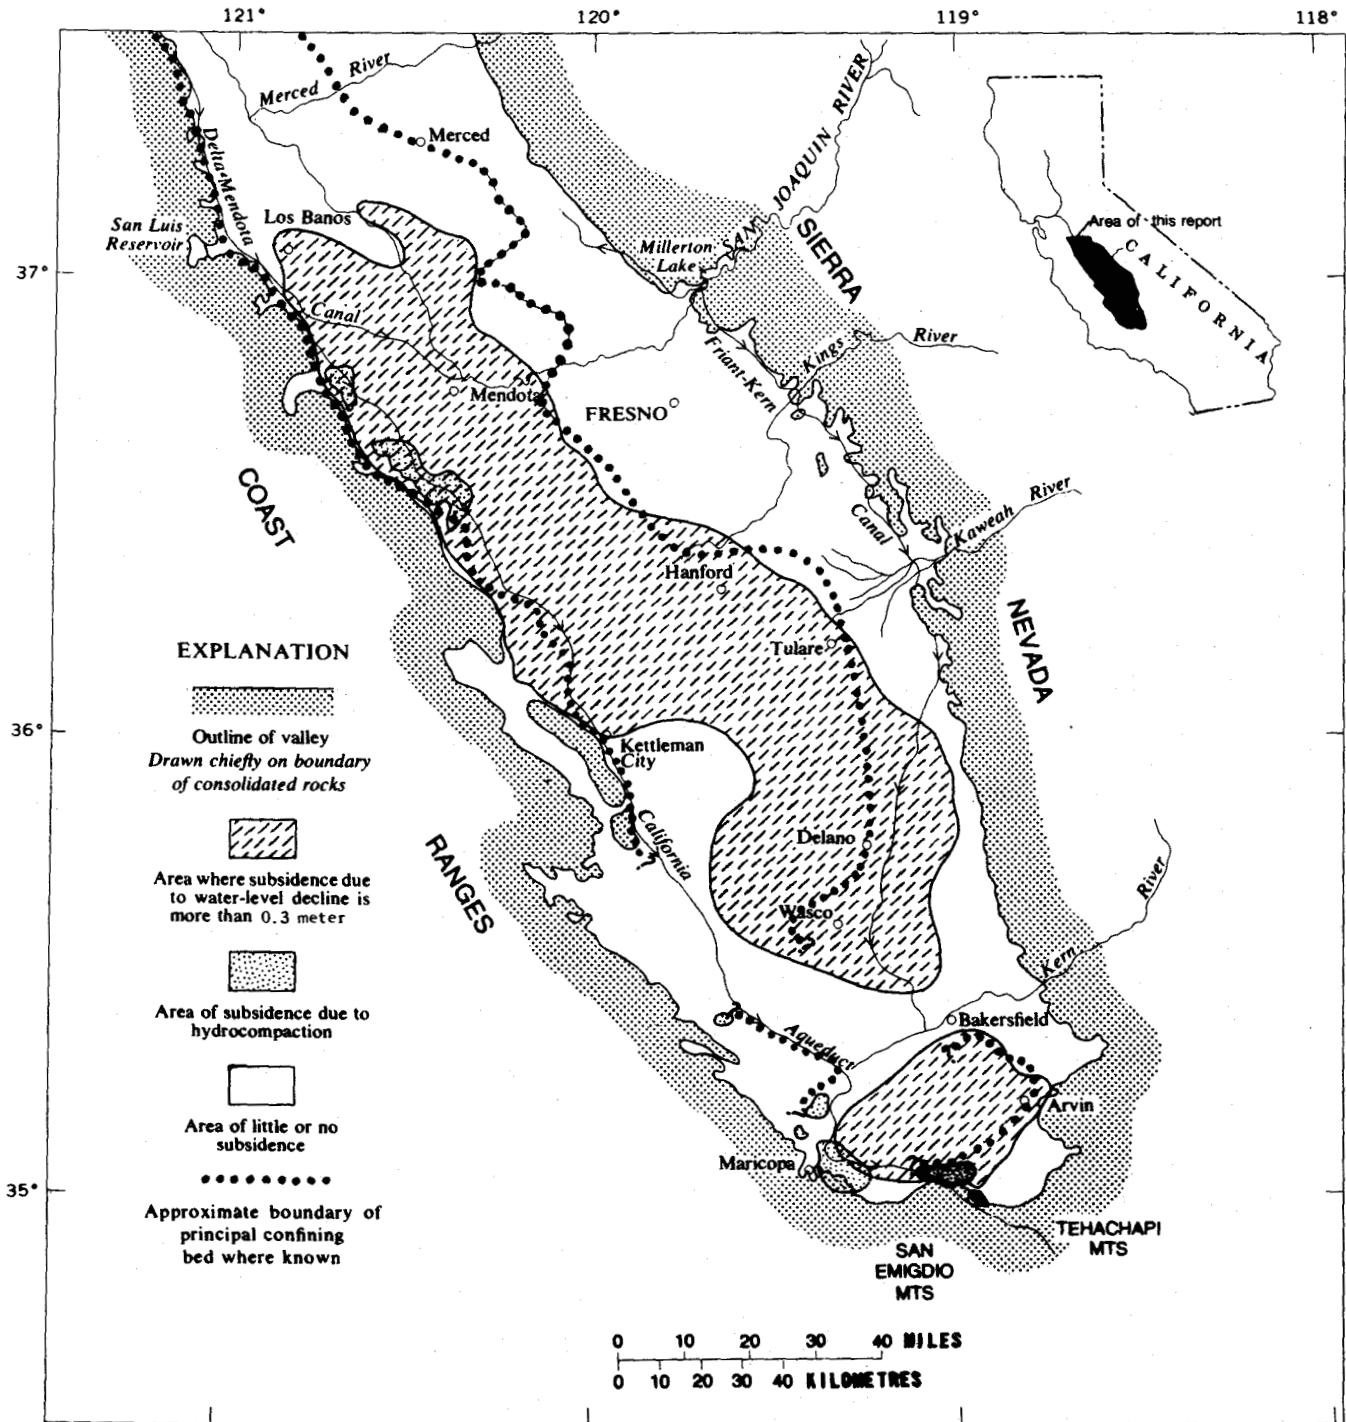 121°
120°
119°
118°
Merced River
Merced
Delta-Mendota
Canal
Los Banos
San Luis
Reservoir
37°
SAN JOAQUIN RIVER
Millerton
Lake
SIERRA
Area of this report
CALIFORNIA
Friant-Kern
Canal
Kings River
Mendota
FRESNO
COAST
Kaweah River
Hanford
NEVADA
Tulare
EXPLANATION
Outline of valley
Drawn chiefly on boundary
of consolidated rocks
Area where subsidence due
to water-level decline is
more than 0.3 meter
Area of subsidence due to
hydrocompaction
Area of little or no
subsidence
Approximate boundary of
principal confining
bed where known
36°
Kettleman
City
?
California
Aqueduct
RANGES
Delano
Wasco
?
River
Kern
Bakersfield
?
Arvin
?
Maricopa
35°
TEHACHAPI
MTS
SAN
EMIGDIO
MTS
0 10 20 30 40 MILES
0 10 20 30 40 KILOMETRES